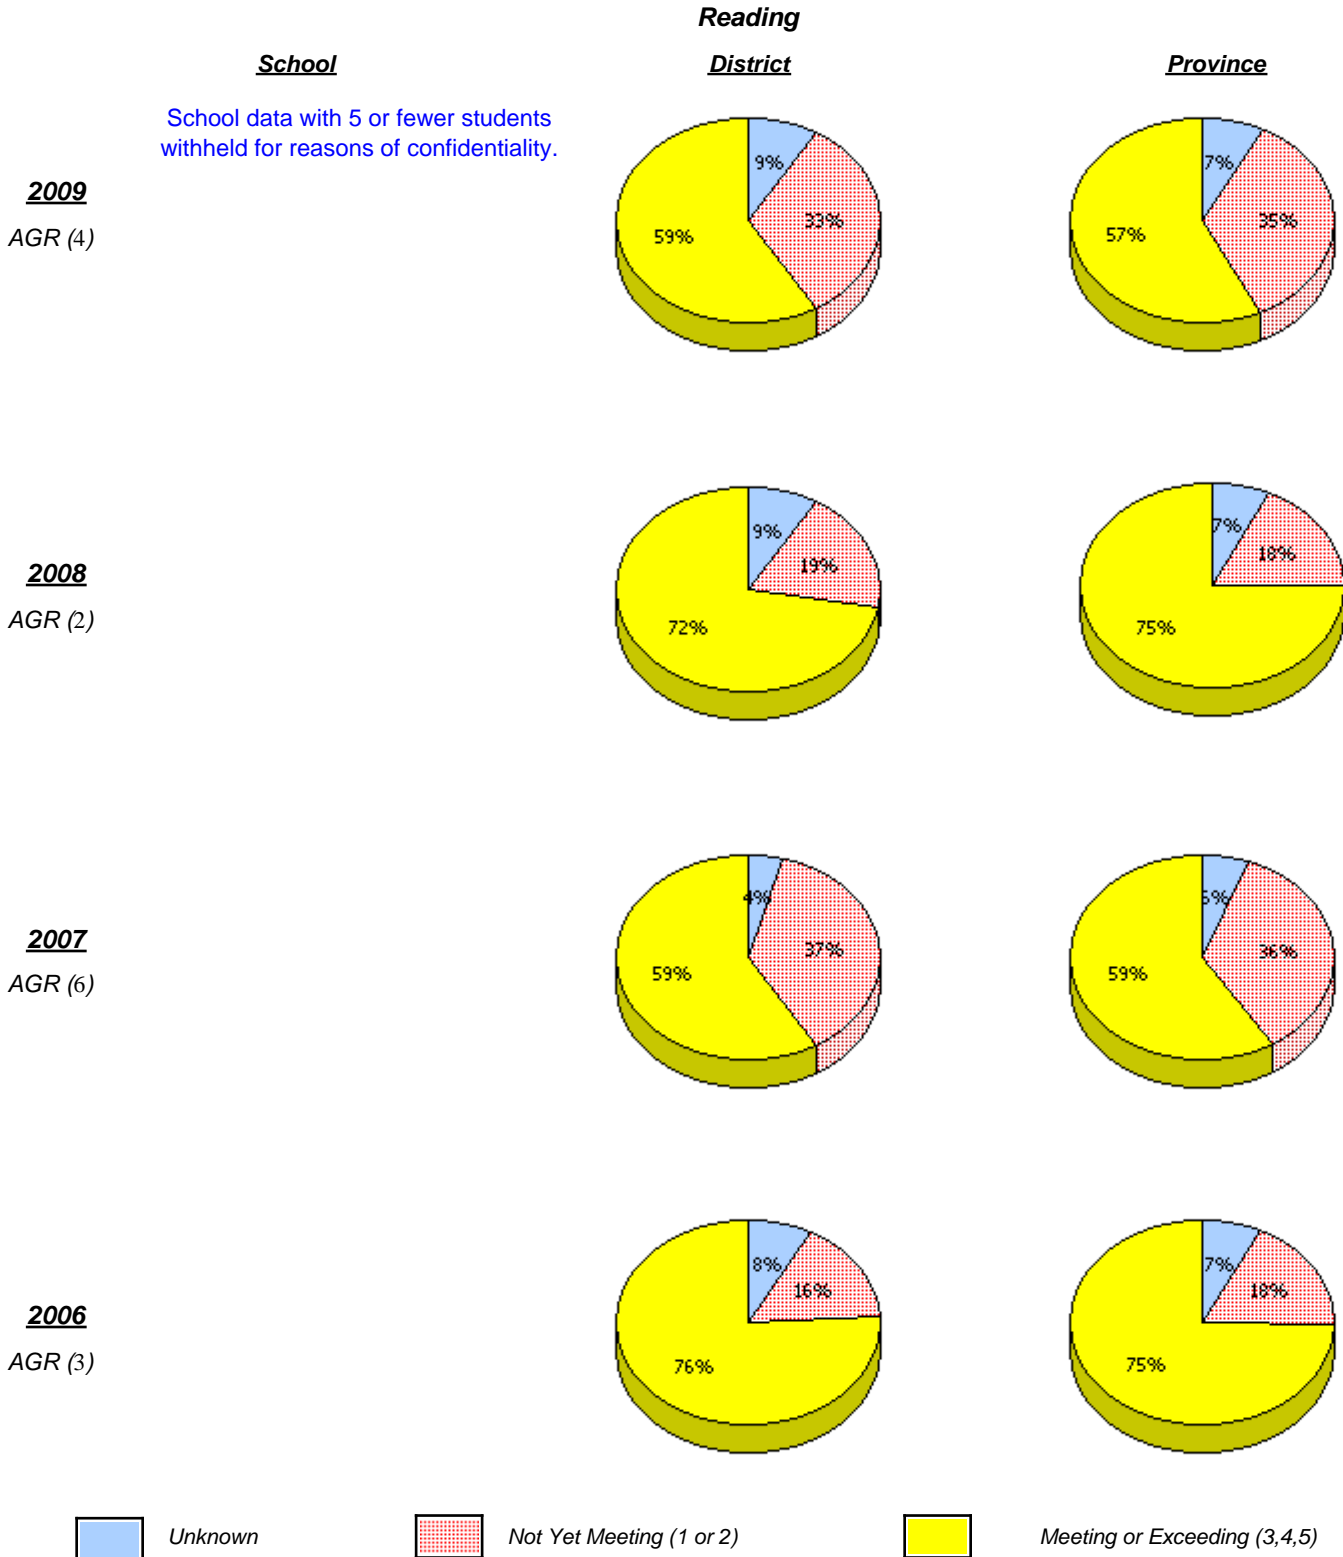 Reading
School District Province
School data with 5 or fewer students
withheld for reasons of confidentiality.
2009
AGR (4)
9% 33% 59%
7% 35% 57%
2008
AGR (2)
9% 19% 72%
7% 18% 75%
2007
AGR (6)
4% 37% 59%
5% 36% 59%
2006
AGR (3)
8% 16% 76%
7% 18% 75%
Unknown Not Yet Meeting (1 or 2) Meeting or Exceeding (3,4,5)